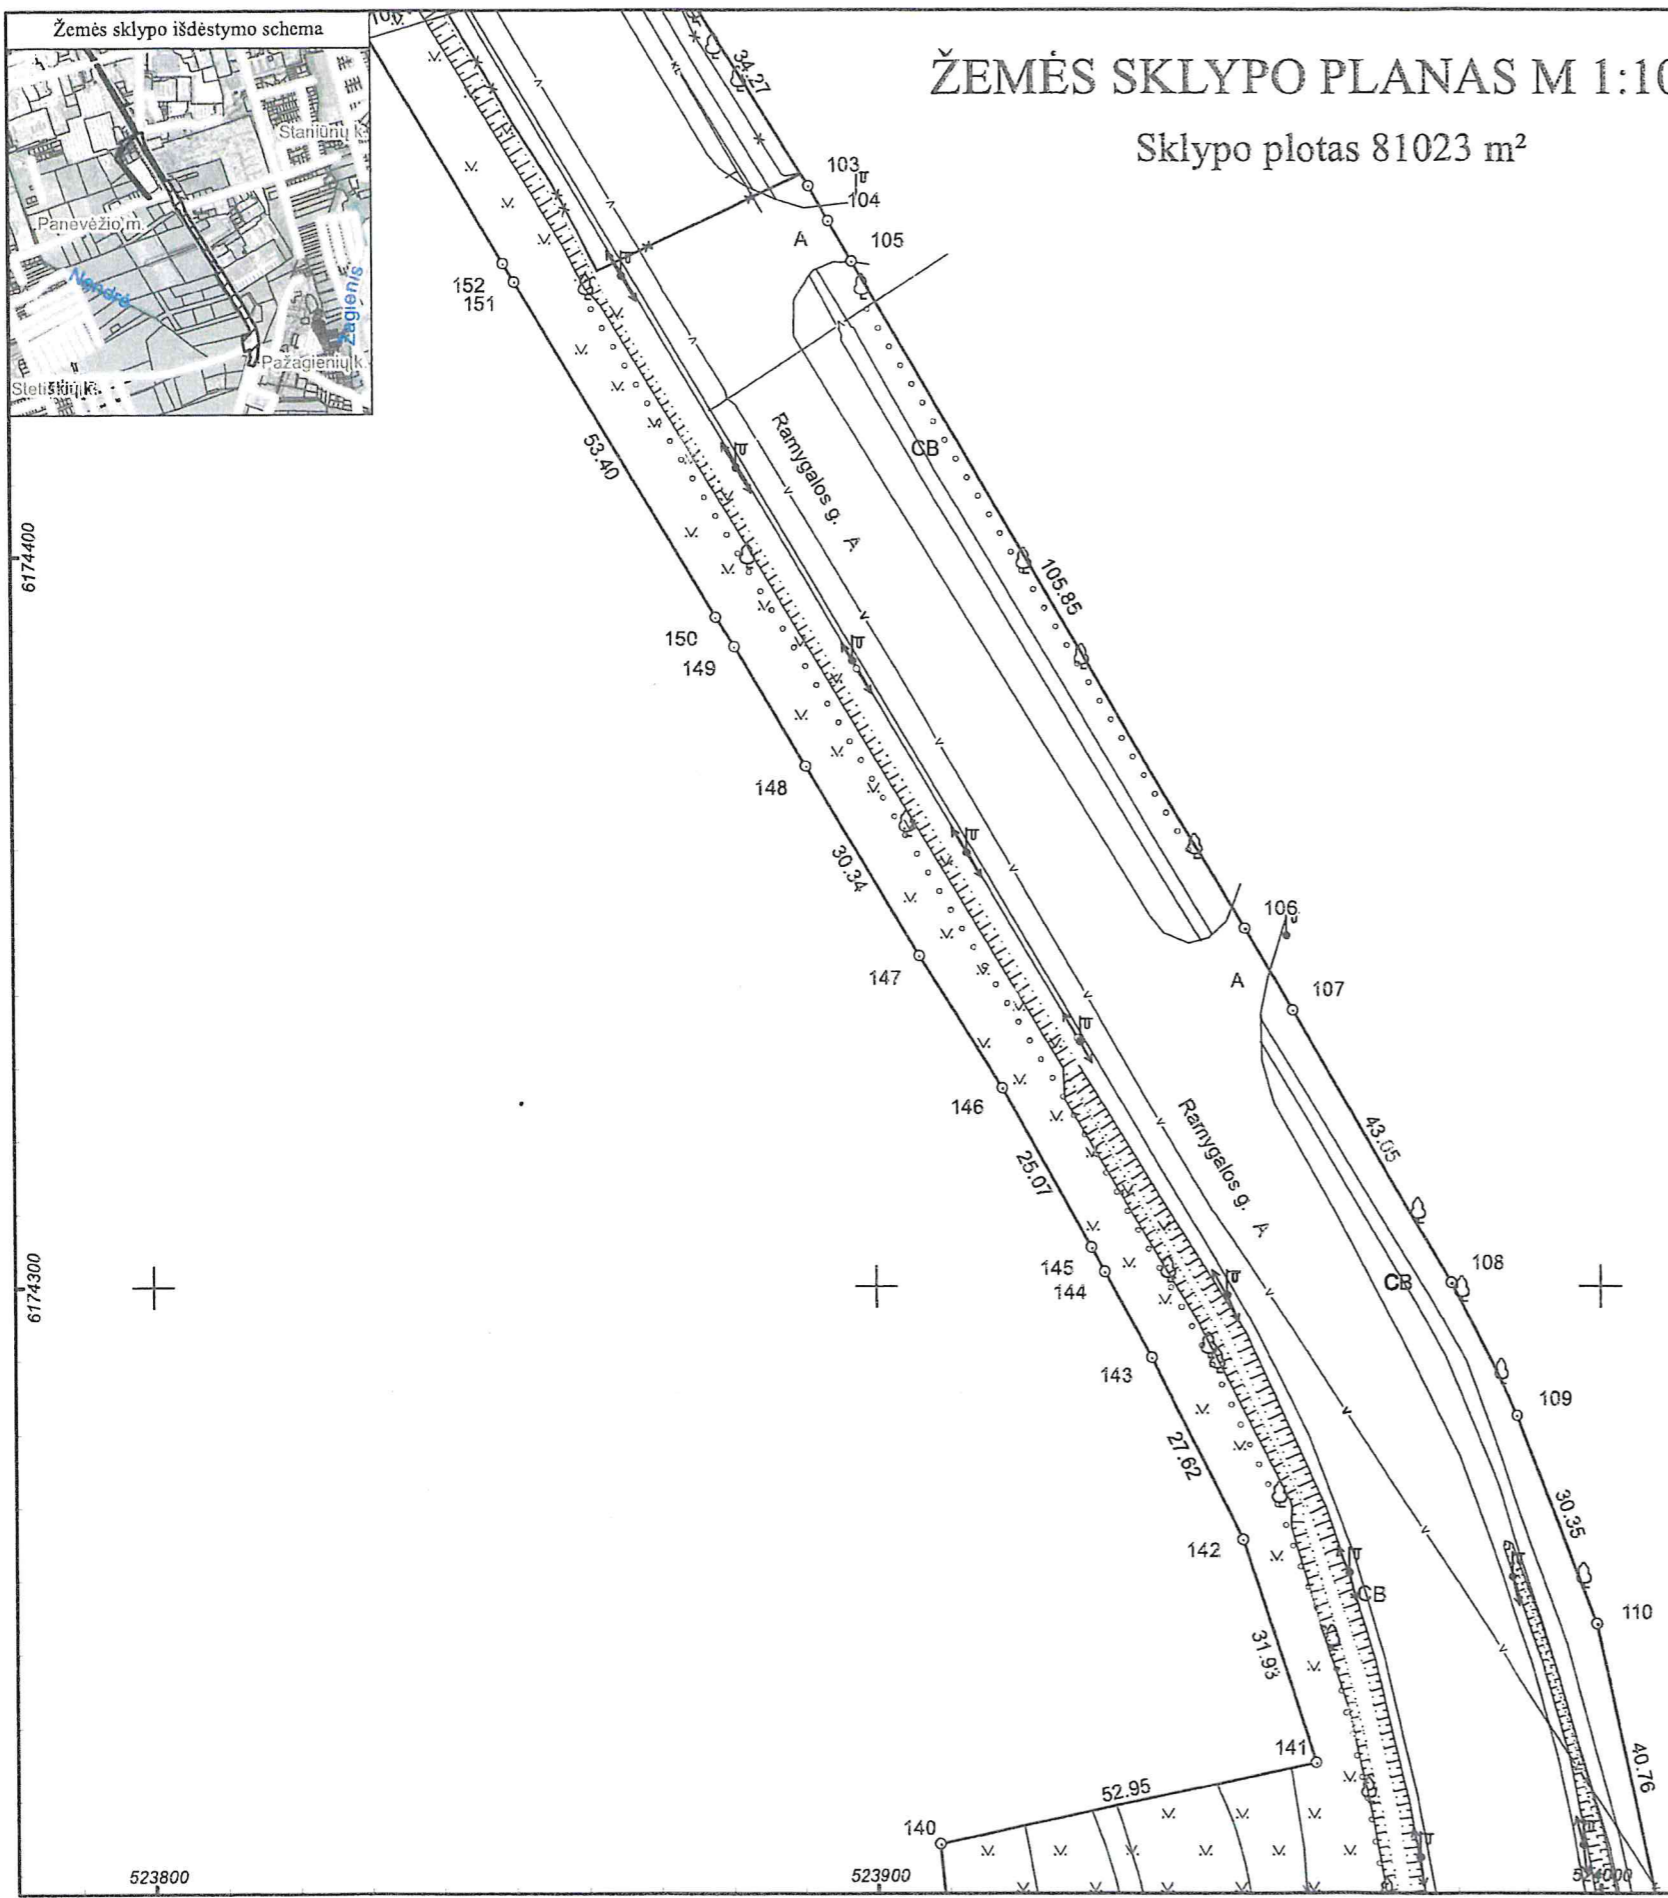 Žemės sklypo išdėstymo schema
Staniūnų k.
Panevėžio m.
Nendrė
Žagienis
Pažagienių k.
ŽEMĖS SKLYPO PLANAS M 1:10
Sklypo plotas 81023 m²
34.27
103
104
A
105
152
151
53.40
Ramygalos g.
A
CB
6174400
105.85
150
149
148
30.34
106
A
107
147
146
25.07
Ramygalos g.
A
43.05
145
144
108
CB
6174300
143
109
27.62
30.35
142
CB
110
31.93
141
40.76
52.95
140
523800
523900
524000